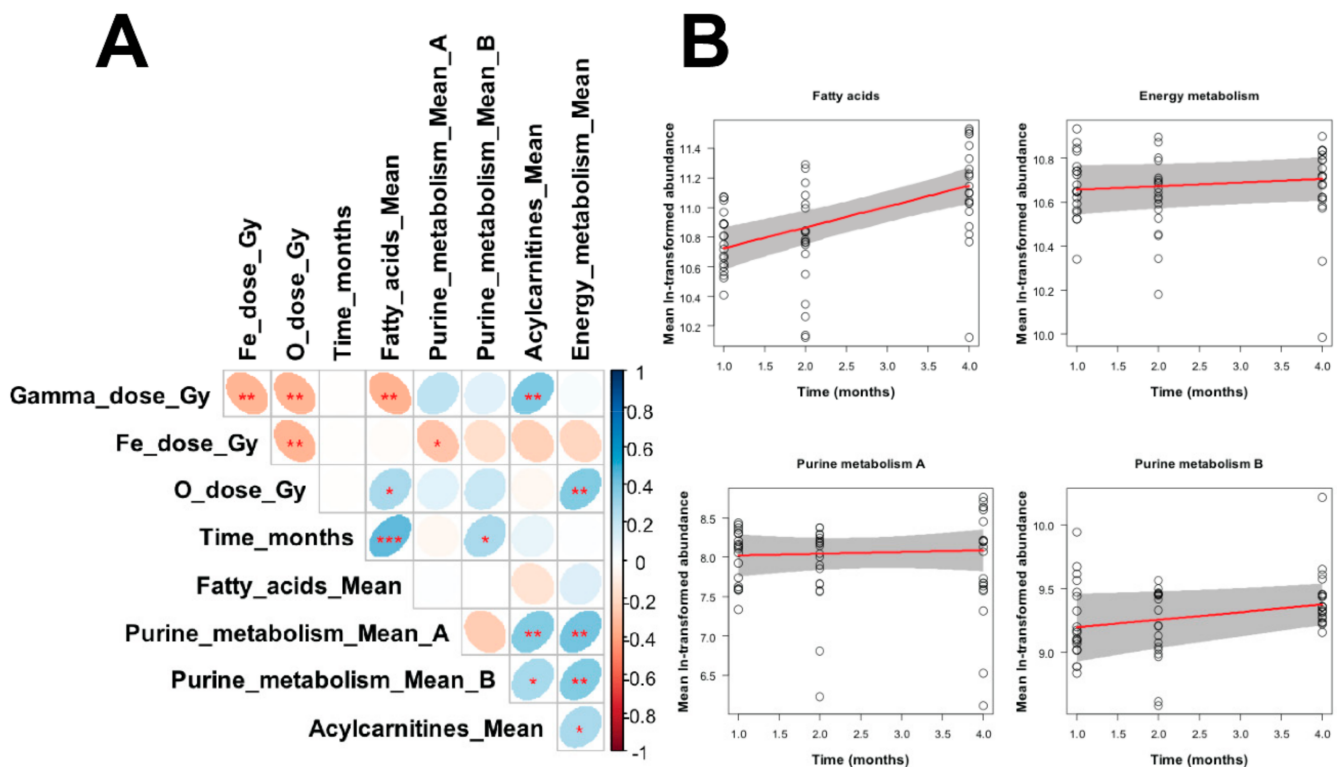 A
B
Fe_dose_Gy
O_dose_Gy
Time_months
Fatty_acids_Mean
Purine_metabolism_Mean_A
Purine_metabolism_Mean_B
Acylcarnitines_Mean
Energy_metabolism_Mean
Gamma_dose_Gy ** ** ** **
Fe_dose_Gy ** *
O_dose_Gy * **
Time_months *** *
Fatty_acids_Mean
Purine_metabolism_Mean_A ** **
Purine_metabolism_Mean_B * **
Acylcarnitines_Mean *
1
0.8
0.6
0.4
0.2
0
-0.2
-0.4
-0.6
-0.8
-1
Fatty acids
Mean ln-transformed abundance
11.4
11.2
11.0
10.8
10.6
10.4
10.2
1.0 1.5 2.0 2.5 3.0 3.5 4.0
Time (months)
Energy metabolism
Mean ln-transformed abundance
10.8
10.6
10.4
10.2
10.0
1.0 1.5 2.0 2.5 3.0 3.5 4.0
Time (months)
Purine metabolism A
Mean ln-transformed abundance
8.5
8.0
7.5
7.0
6.5
1.0 1.5 2.0 2.5 3.0 3.5 4.0
Time (months)
Purine metabolism B
Mean ln-transformed abundance
10.0
9.5
9.0
1.0 1.5 2.0 2.5 3.0 3.5 4.0
Time (months)